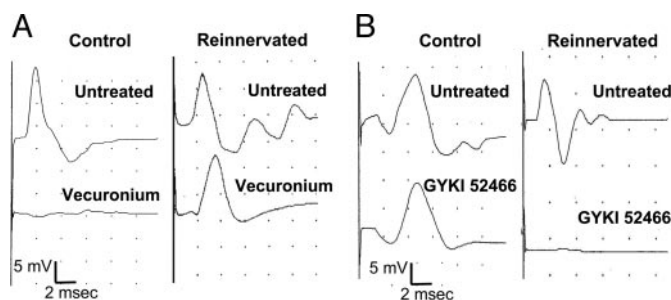 A
Control
Reinnervated
Untreated
Untreated
Vecuronium
Vecuronium
5 mV
2 msec
B
Control
Reinnervated
Untreated
Untreated
GYKI 52466
GYKI 52466
5 mV
2 msec